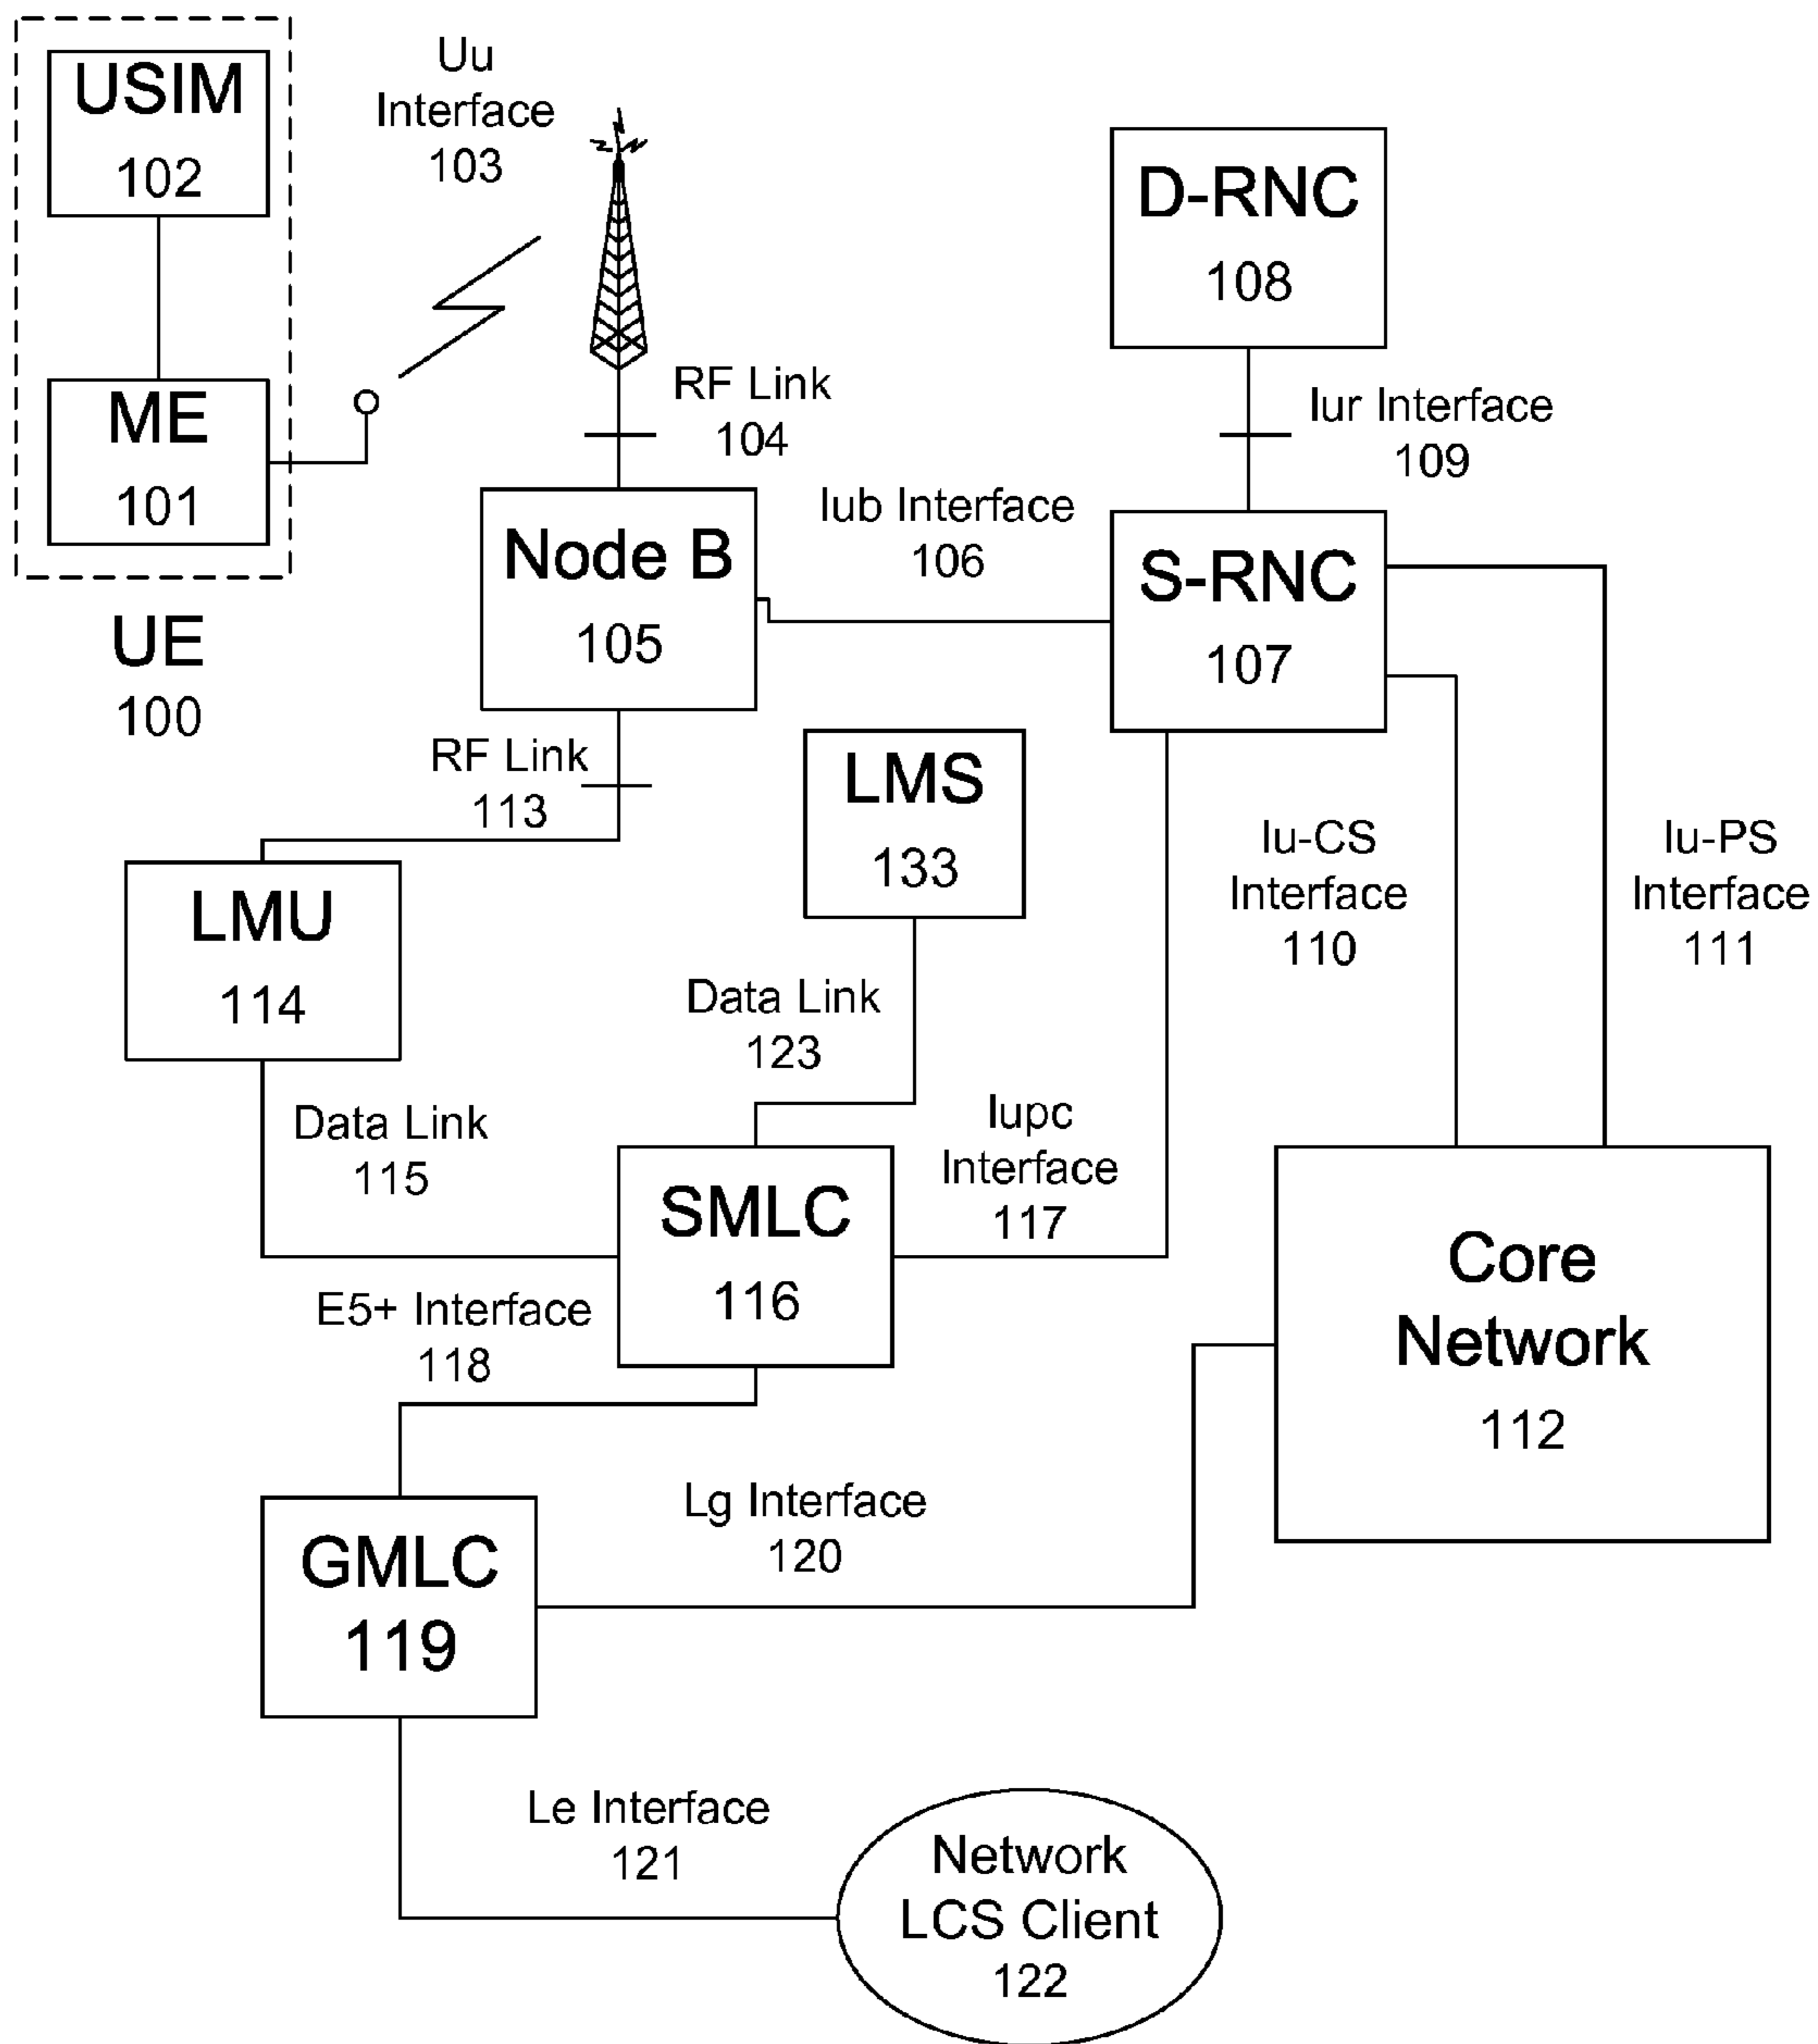 USIM
102
ME
101
UE
100
Uu
Interface
103
RF Link
104
Node B
105
Iub Interface
106
D-RNC
108
Iur Interface
109
S-RNC
107
RF Link
113
LMS
133
Iu-CS
Interface
110
Iu-PS
Interface
111
LMU
114
Data Link
123
Data Link
115
Iupc
Interface
117
SMLC
116
E5+ Interface
118
Core
Network
112
GMLC
119
Lg Interface
120
Le Interface
121
Network
LCS Client
122